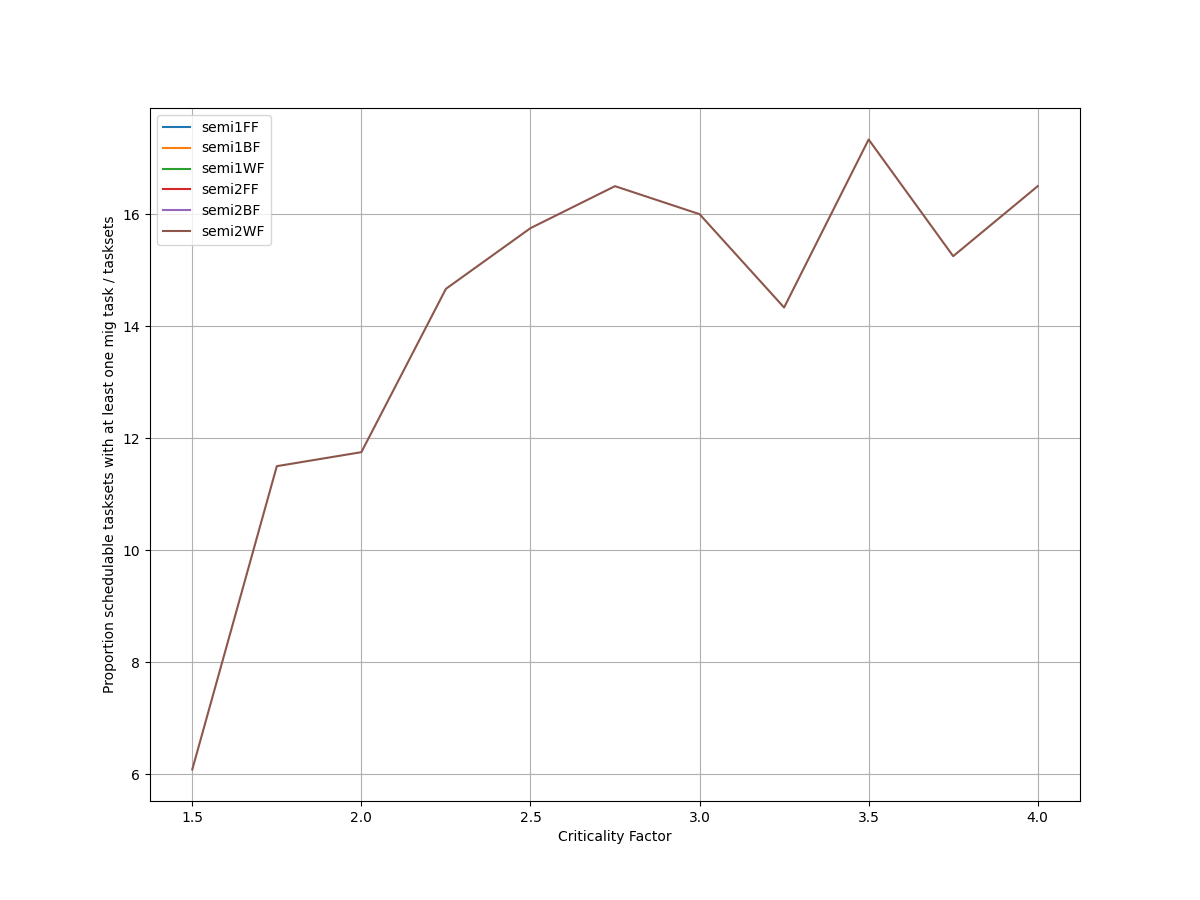 semi1FF
semi1BF
semi1WF
semi2FF
semi2BF
semi2WF
Proportion schedulable tasksets with at least one mig task / tasksets
16
14
12
10
8
6
1.5 2.0 2.5 3.0 3.5 4.0
Criticality Factor